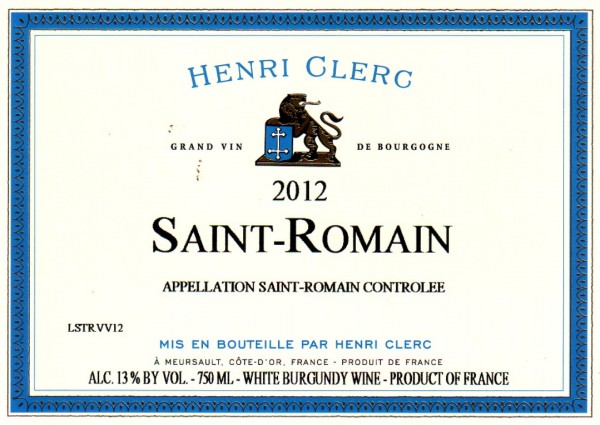 HENRI CLERC
GRAND VIN DE BOURGOGNE
2012
SAINT-ROMAIN
APPELLATION SAINT-ROMAIN CONTROLEE
LSTRVV12
MIS EN BOUTEILLE PAR HENRI CLERC
À MEURSAULT, CÔTE-D'OR, FRANCE - PRODUIT DE FRANCE
ALC. 13% BY VOL. - 750 ML - WHITE BURGUNDY WINE - PRODUCT OF FRANCE